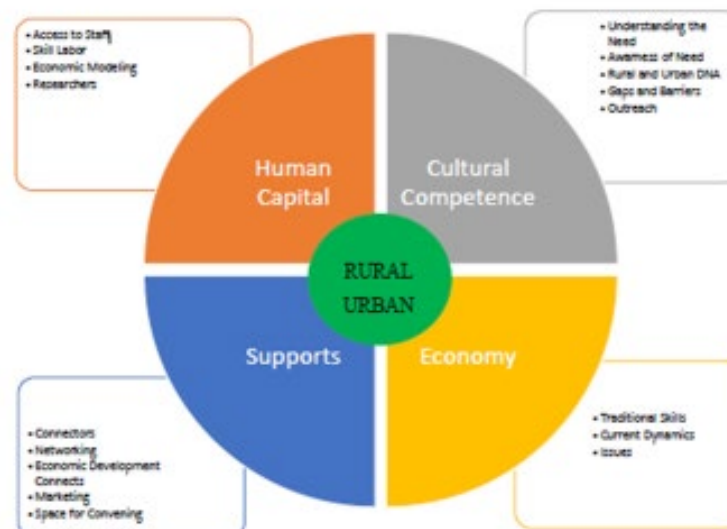 • Access to Staff
• Skill Labor
• Economic Modeling
• Researchers
• Understanding the
Need
• Awarness of Need
• Rural and Urban DNA
• Gaps and Barriers
• Outreach
Human
Capital
Cultural
Competence
RURAL
URBAN
Supports
Economy
• Connectors
• Networking
• Economic Development
Connects
• Marketing
• Space for Convening
• Traditional Skills
• Current Dynamics
• Issues